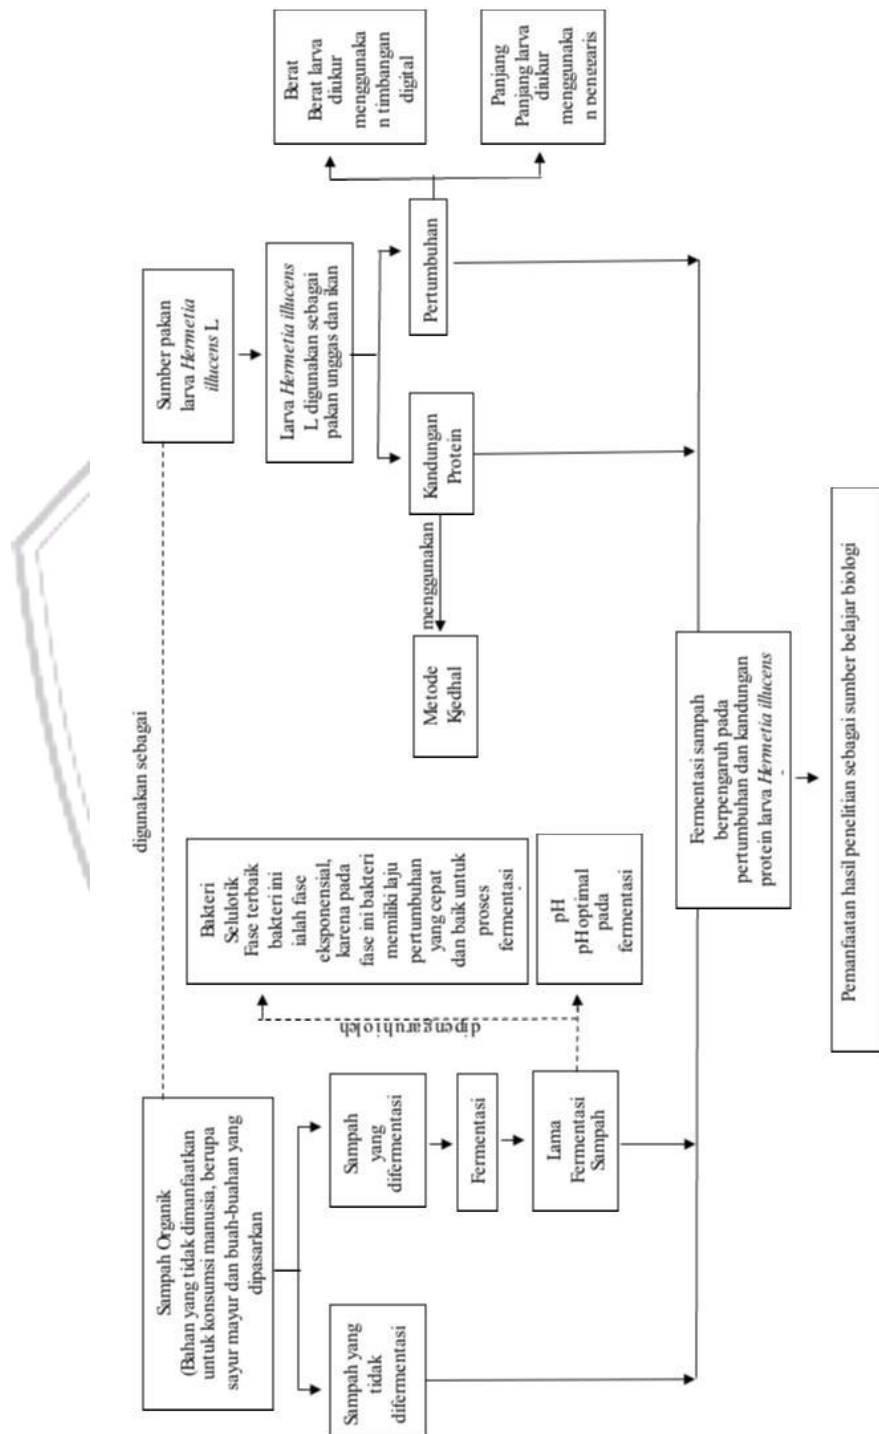 Sampah Organik
(Bahan yang tidak dimanfaatkan
untuk konsumsi manusia, berupa
sayur mayur dan buah-buahan yang
dipasarkan
digunakan sebagai
Sumber pakan
larva Hermetia
illucens L
Sampah yang
tidak
difermentasi
Sampah
yang
difermentasi
Fermentasi
Lama
Fermentasi
Sampah
dipengaruhi oleh
Bakteri
Selulotik
Fase terbaik
bakteri ini
ialah fase
eksponensial,
karena pada
fase ini bakteri
memiliki laju
pertumbuhan
yang cepat
dan baik untuk
proses
fermentasi
pH
pH optimal
pada
fermentasi
Larva Hermetia illucens
L digunakan sebagai
pakan unggas dan ikan
Kandungan
Protein
menggunakan
Metode
Kjedhal
Pertumbuhan
Berat
Berat larva
diukur
menggunaka
n timbangan
digital
Panjang
Panjang larva
diukur
menggunaka
n penggaris
Fermentasi sampah
berpengaruh pada
pertumbuhan dan kandungan
protein larva Hermetia illucens
Pemanfaatan hasil penelitian sebagai sumber belajar biologi